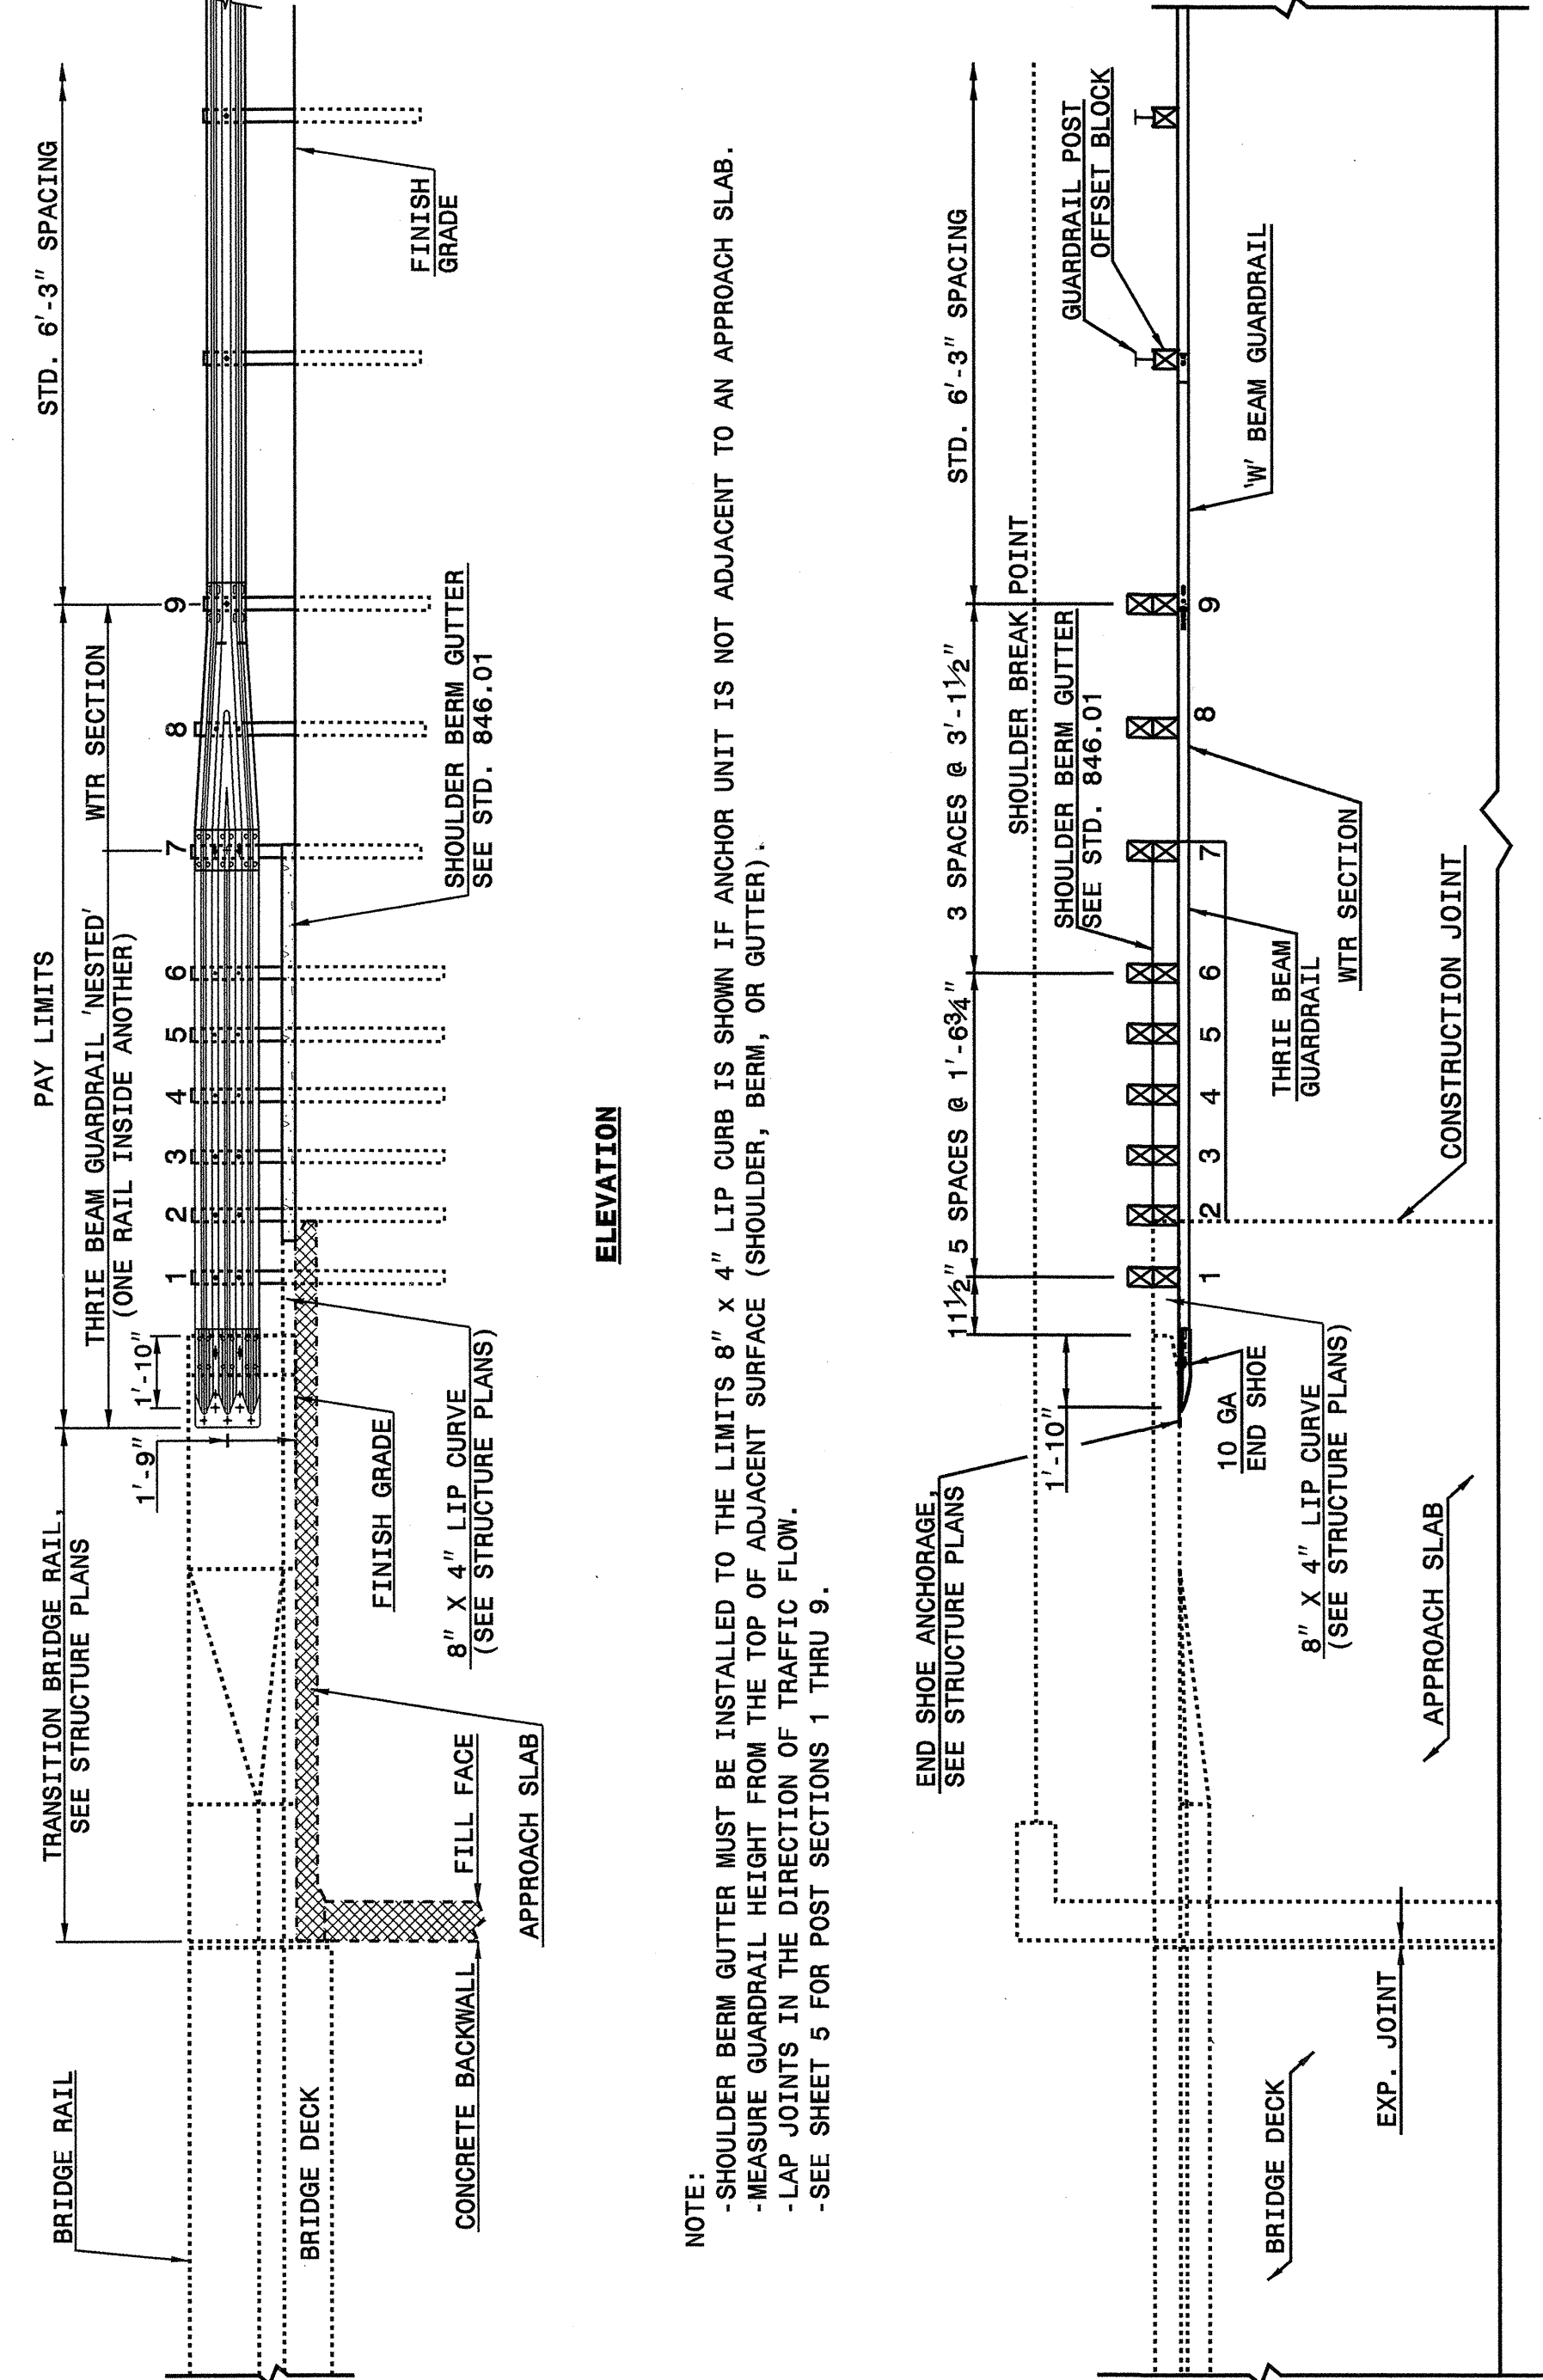 BRIDGE RAIL
TRANSITION BRIDGE RAIL,
SEE STRUCTURE PLANS
PAY LIMITS
STD. 6'-3" SPACING
THRIE BEAM GUARDRAIL 'NESTED'
(ONE RAIL INSIDE ANOTHER)
WTR SECTION
1'-9"
1'-10"
1
2
3
4
5
6
7
8
9
BRIDGE DECK
FINISH GRADE
FINISH
GRADE
8" X 4" LIP CURVE
(SEE STRUCTURE PLANS)
SHOULDER BERM GUTTER
SEE STD. 846.01
CONCRETE BACKWALL
FILL FACE
APPROACH SLAB
ELEVATION
NOTE:
-SHOULDER BERM GUTTER MUST BE INSTALLED TO THE LIMITS 8" x 4" LIP CURB IS SHOWN IF ANCHOR UNIT IS NOT ADJACENT TO AN APPROACH SLAB.
-MEASURE GUARDRAIL HEIGHT FROM THE TOP OF ADJACENT SURFACE (SHOULDER, BERM, OR GUTTER).
-LAP JOINTS IN THE DIRECTION OF TRAFFIC FLOW.
-SEE SHEET 5 FOR POST SECTIONS 1 THRU 9.
END SHOE ANCHORAGE,
SEE STRUCTURE PLANS
11½"
5 SPACES @ 1'-6¾"
3 SPACES @ 3'-1½"
STD. 6'-3" SPACING
SHOULDER BREAK POINT
1'-10"
SHOULDER BERM GUTTER
SEE STD. 846.01
GUARDRAIL POST
OFFSET BLOCK
1
2
3
4
5
6
7
8
9
10 GA
END SHOE
'W' BEAM GUARDRAIL
THRIE BEAM
GUARDRAIL
WTR SECTION
8" X 4" LIP CURVE
(SEE STRUCTURE PLANS)
BRIDGE DECK
EXP. JOINT
APPROACH SLAB
CONSTRUCTION JOINT